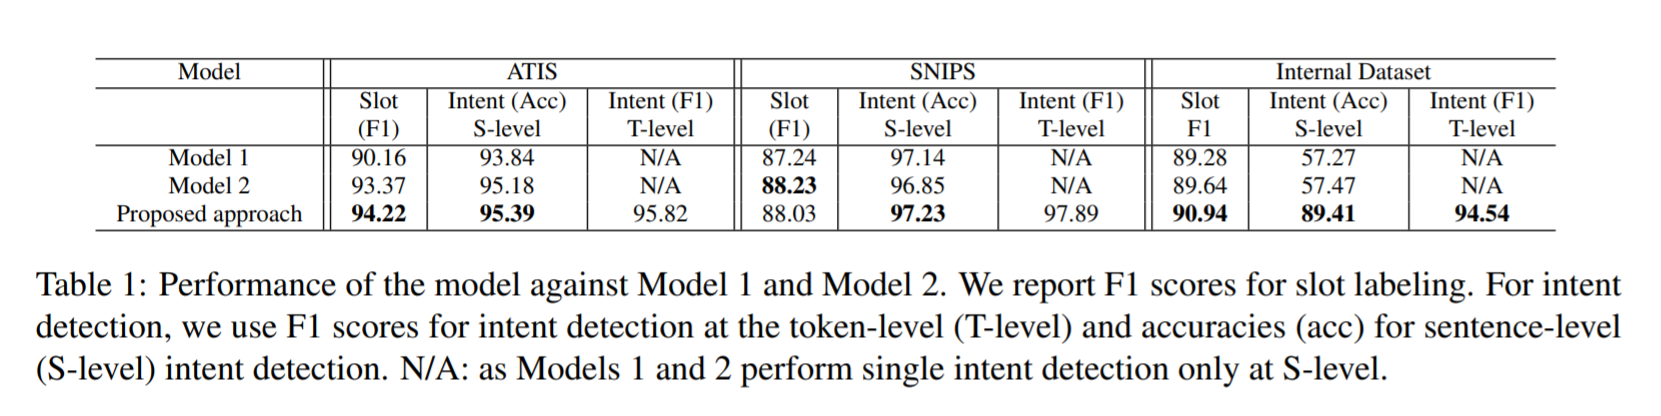 Model ATIS SNIPS Internal Dataset
Slot Intent (Acc) Intent (F1) Slot Intent (Acc) Intent (F1) Slot Intent (Acc) Intent (F1)
(F1) S-level T-level (F1) S-level T-level F1 S-level T-level
Model 1 90.16 93.84 N/A 87.24 97.14 N/A 89.28 57.27 N/A
Model 2 93.37 95.18 N/A 88.23 96.85 N/A 89.64 57.47 N/A
Proposed approach 94.22 95.39 95.82 88.03 97.23 97.89 90.94 89.41 94.54
Table 1: Performance of the model against Model 1 and Model 2. We report F1 scores for slot labeling. For intent
detection, we use F1 scores for intent detection at the token-level (T-level) and accuracies (acc) for sentence-level
(S-level) intent detection. N/A: as Models 1 and 2 perform single intent detection only at S-level.